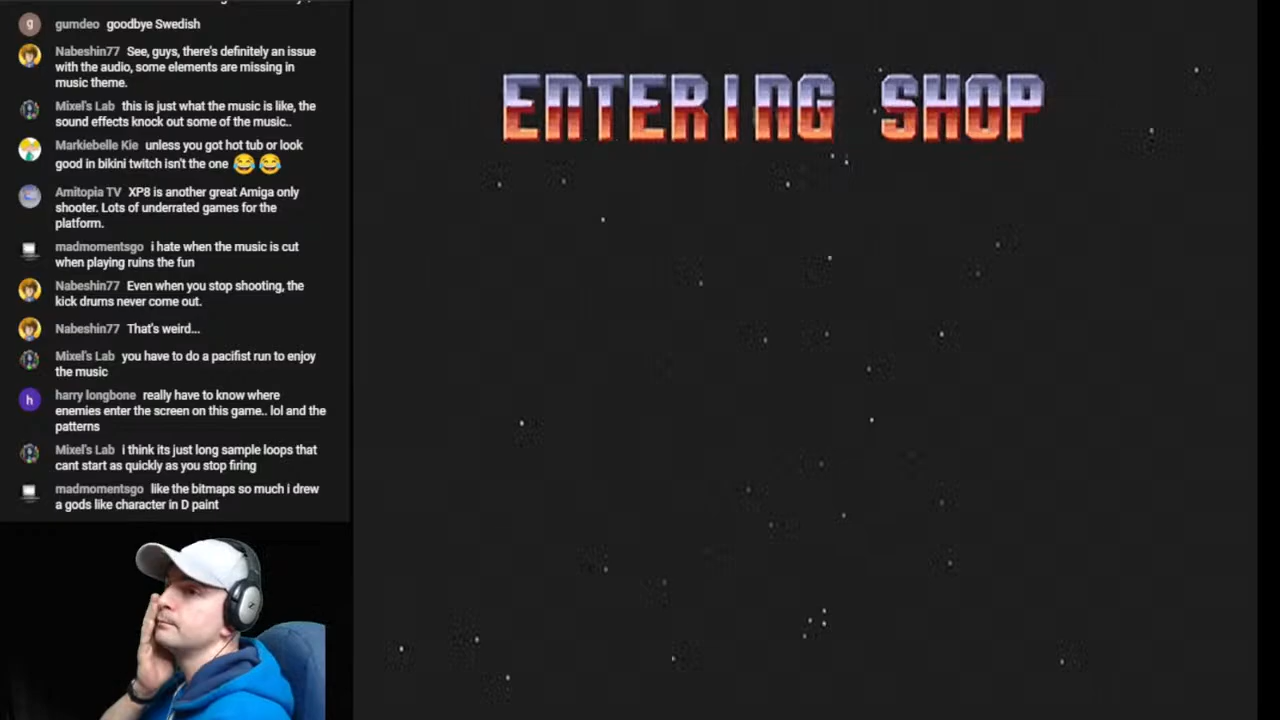 gumdeo goodbye Swedish
Nabeshin77 See, guys, there's definitely an issue
with the audio, some elements are missing in
music theme.
Mixel's Lab this is just what the music is like, the
sound effects knock out some of the music..
Markiebelle Kie unless you got hot tub or look
good in bikini twitch isn't the one 😂 😂
Amitopia TV XP8 is another great Amiga only
shooter. Lots of underrated games for the
platform.
madmomentsgo i hate when the music is cut
when playing ruins the fun
Nabeshin77 Even when you stop shooting, the
kick drums never come out.
Nabeshin77 That's weird...
Mixel's Lab you have to do a pacifist run to enjoy
the music
h harry longbone really have to know where
enemies enter the screen on this game.. lol and the
patterns
Mixel's Lab i think its just long sample loops that
cant start as quickly as you stop firing
madmomentsgo like the bitmaps so much i drew
a gods like character in D paint
ENTERING SHOP